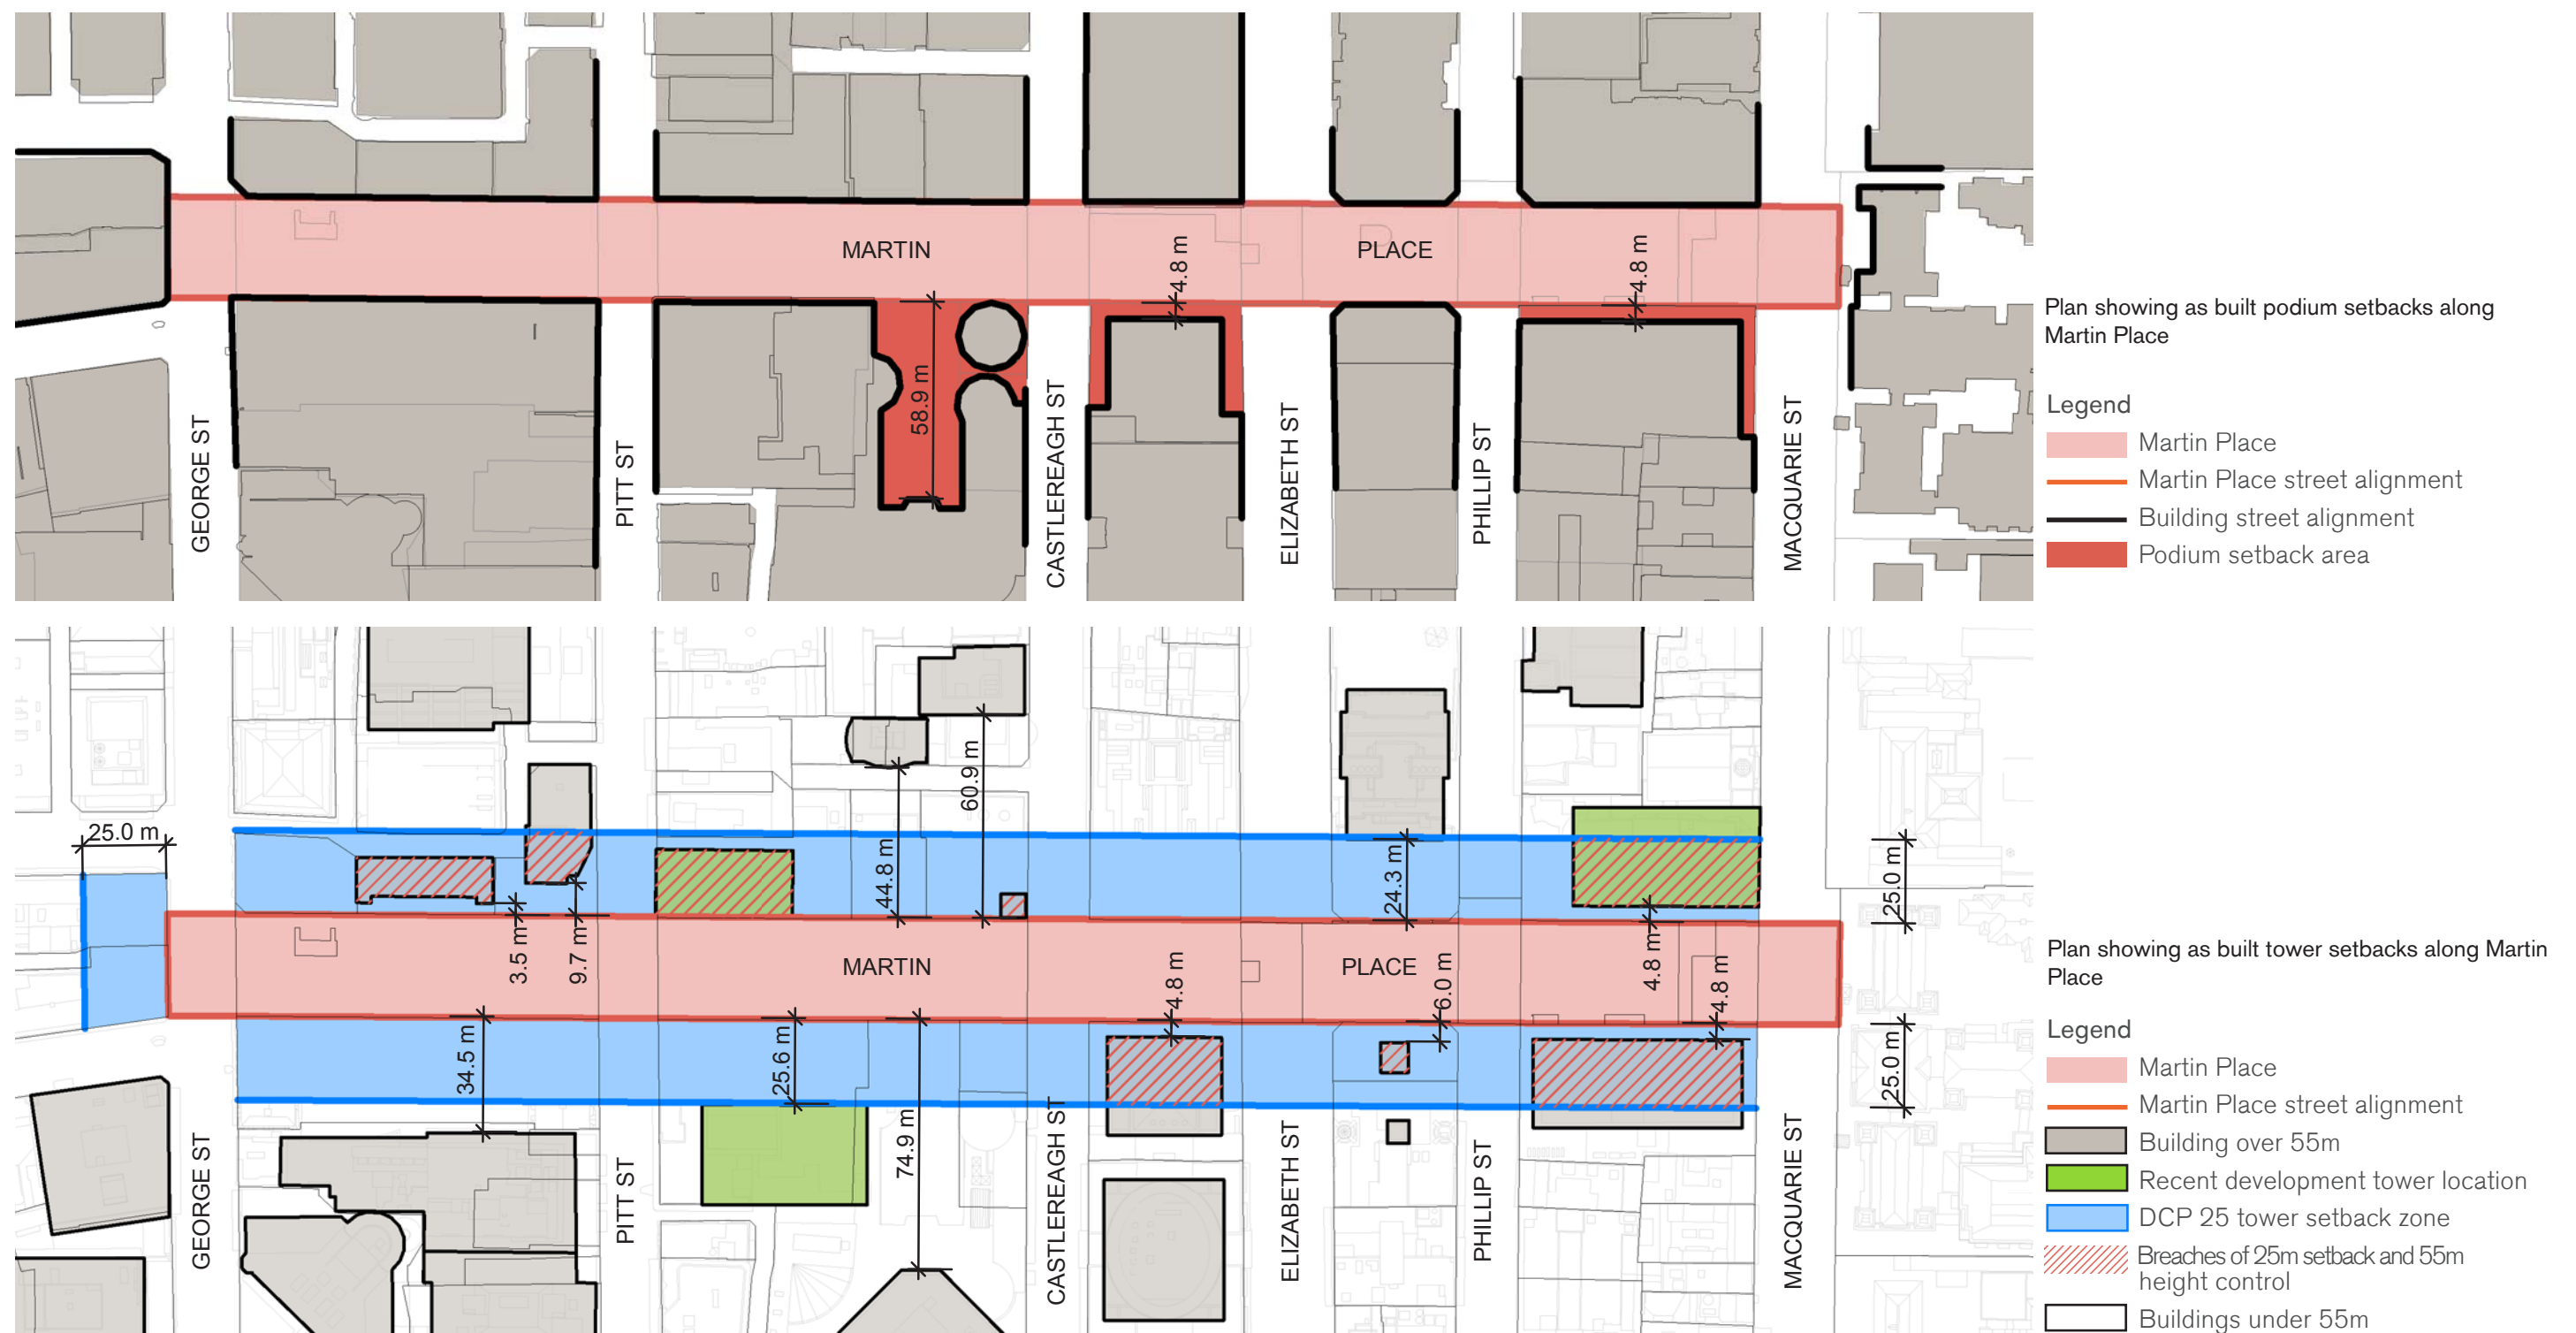 MARTIN
PLACE
4.8 m
4.8 m
58.9 m
GEORGE ST
PITT ST
CASTLEREAGH ST
ELIZABETH ST
PHILLIP ST
MACQUARIE ST
Plan showing as built podium setbacks along
Martin Place
Legend
Martin Place
Martin Place street alignment
Building street alignment
Podium setback area
25.0 m
3.5 m
9.7 m
44.8 m
60.9 m
24.3 m
4.8 m
25.0 m
MARTIN
PLACE
34.5 m
25.6 m
74.9 m
4.8 m
6.0 m
4.8 m
25.0 m
GEORGE ST
PITT ST
CASTLEREAGH ST
ELIZABETH ST
PHILLIP ST
MACQUARIE ST
Plan showing as built tower setbacks along Martin
Place
Legend
Martin Place
Martin Place street alignment
Building over 55m
Recent development tower location
DCP 25 tower setback zone
Breaches of 25m setback and 55m
height control
Buildings under 55m